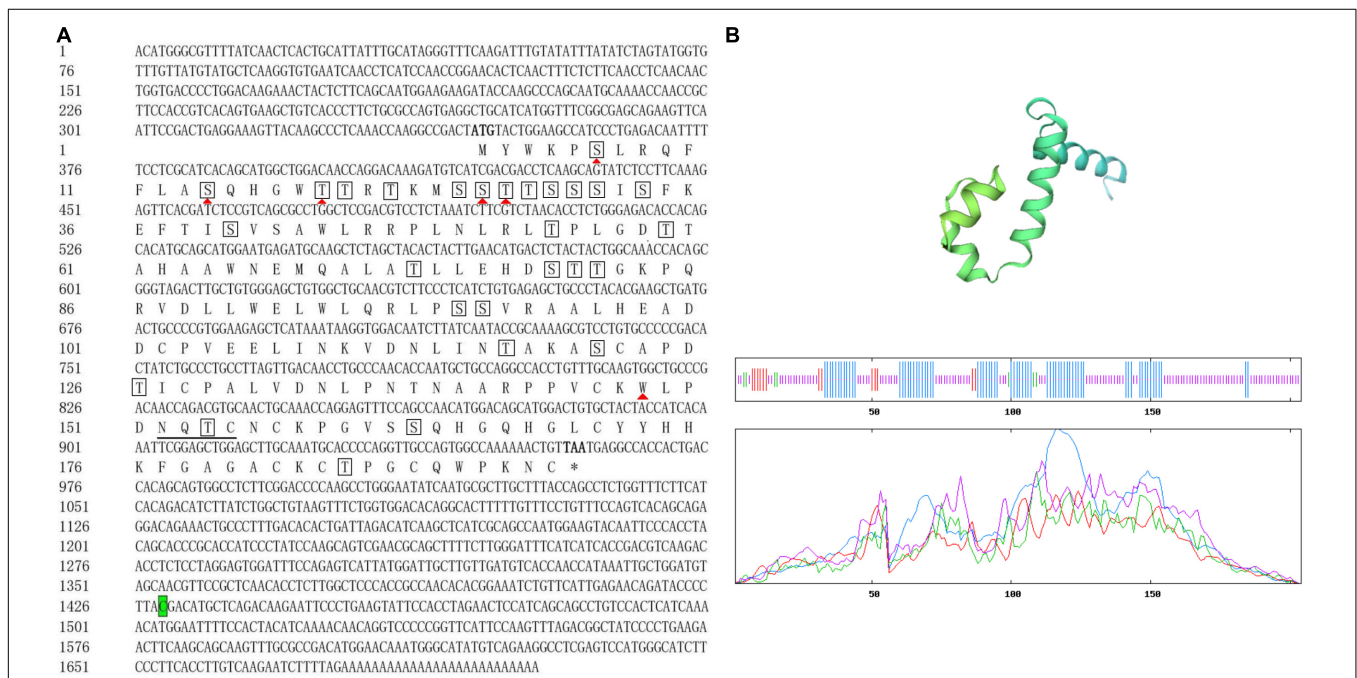 A
1 ACATGGGCGTTTTATCAACTCACTGCATTATTTGCATAGGGTTTCAAGATTTGTATATTTATATCTAGTATGGTG
76 TTTGTTATGTATGCTCAAGGTGTGAATCAACCTCATCCAACCGGAACACTCAACTTTCTCTTCAACCTCAACAAC
151 TGGTGACCCCTGGACAAGAAACTACTCTTCAGCAATGGAAGAAGATACCAAGCCCAGCAATGCAAAACCAACCGC
226 TTCCACCGTCACAGTGAAGCTGTCACCCTTCTGCGCCAGTGAGGCTGCATCATGGTTTCGGCGAGCAGAAGTTCA
301 ATTCCGACTGAGGAAAGTTACAAGCCCTCAAACCAAGGCCGACTATGTACTGGAAGCCATCCCTGAGACAATTTT
1 M Y W K P S L R Q F
376 TCCTCGCATCACAGCATGGCTGGACAACCAGGACAAAGATGTCATCGACGACCTCAAGCAGTATCTCCTTCAAAG
11 F L A S Q H G W T T R T K M S S T T S S S I S F K
451 AGTTCACGATCTCCGTCAGCGCCTGGCTCCGACGTCCTCTAAATCTTCGTCTAACACCTCTGGGAGACACCACAG
36 E F T I S V S A W L R R P L N L R L T P L G D T T
526 CACATGCAGCATGGAATGAGATGCAAGCTCTAGCTACACTACTTGAACATGACTCTACTACTGGCAAACCACAGC
61 A H A A W N E M Q A L A T L L E H D S T T G K P Q
601 GGGTAGACTTGCTGTGGGAGCTGTGGCTGCAACGTCTTCCCTCATCTGTGAGAGCTGCCCTACACGAAGCTGATG
86 R V D L L W E L W L Q R L P S S V R A A L H E A D
676 ACTGCCCCGTGGAAGAGCTCATAAATAAGGTGGACAATCTTATCAATACCGCAAAAGCGTCCTGTGCCCCCGACA
101 D C P V E E L I N K V D N L I N T A K A S C A P D
751 CTATCTGCCCTGCCTTAGTTGACAACCTGCCCAACACCAATGCTGCCAGGCCACCTGTTTGCAAGTGGCTGCCCG
126 T I C P A L V D N L P N T N A A R P P V C K W L P
826 ACAACCAGACGTGCAACTGCAAACCAGGAGTTTCCAGCCAACATGGACAGCATGGACTGTGCTACTACCATCACA
151 D N Q T C N C K P G V S S Q H G Q H G L C Y Y H H
901 AATTCGGAGCTGGAGCTTGCAAATGCACCCCAGGTTGCCAGTGGCCAAAAAACTGTTAATGAGGCCACCACTGAC
176 K F G A G A C K C T P G C Q W P K N C *
976 CACAGCAGTGGCCTCTTCGGACCCCAAGCCTGGGAATATCAATGCGCTTGCTTTACCAGCCTCTGGTTTCTTCAT
1051 CACAGACATCTTATCTGGCTGTAAGTTTCTGGTGGACACAGGCACTTTTTGTTTCCTGTTTCCAGTCACAGCAGA
1126 GGACAGAAACTGCCCTTTGACACACTGATTAGACATCAAGCTCATCGCAGCCAATGGAAGTACAATTCCCACCTA
1201 CAGCACCCGCACCATCCCTATCCAAGCAGTCGAACGCAGCTTTTCTTGGGATTTCATCATCACCGACGTCAAGAC
1276 ACCTCTCCTAGGAGTGGATTTCCAGAGTCATTATGGATTGCTTGTTGATGTCACCAACCATAAATTGCTGGATGT
1351 AGCAACGTTCCGCTCAACACCTCTTGGCTCCCACCGCCAACACACGGAAATCTGTTCATTGAGAACAGATACCCC
1426 TTACGACATGCTCAGACAAGAATTCCCTGAAGTATTCCACCTAGAACTCCATCAGCAGCCTGTCCACTCATCAAA
1501 ACATGGAATTTTCCACTACATCAAAACAACAGGTCCCCCGGTTCATTCCAAGTTTAGACGGCTATCCCCTGAAGA
1576 ACTTCAAGCAGCAAGTTTGCGCCGACATGGAACAAATGGGCATATGTCAGAAGGCCTCGAGTCCATGGGCATCTT
1651 CCCTTCACCTTGTCAAGAATCTTTTAGAAAAAAAAAAAAAAAAAAAAAAAAAA
B
50 100 150
50 100 150